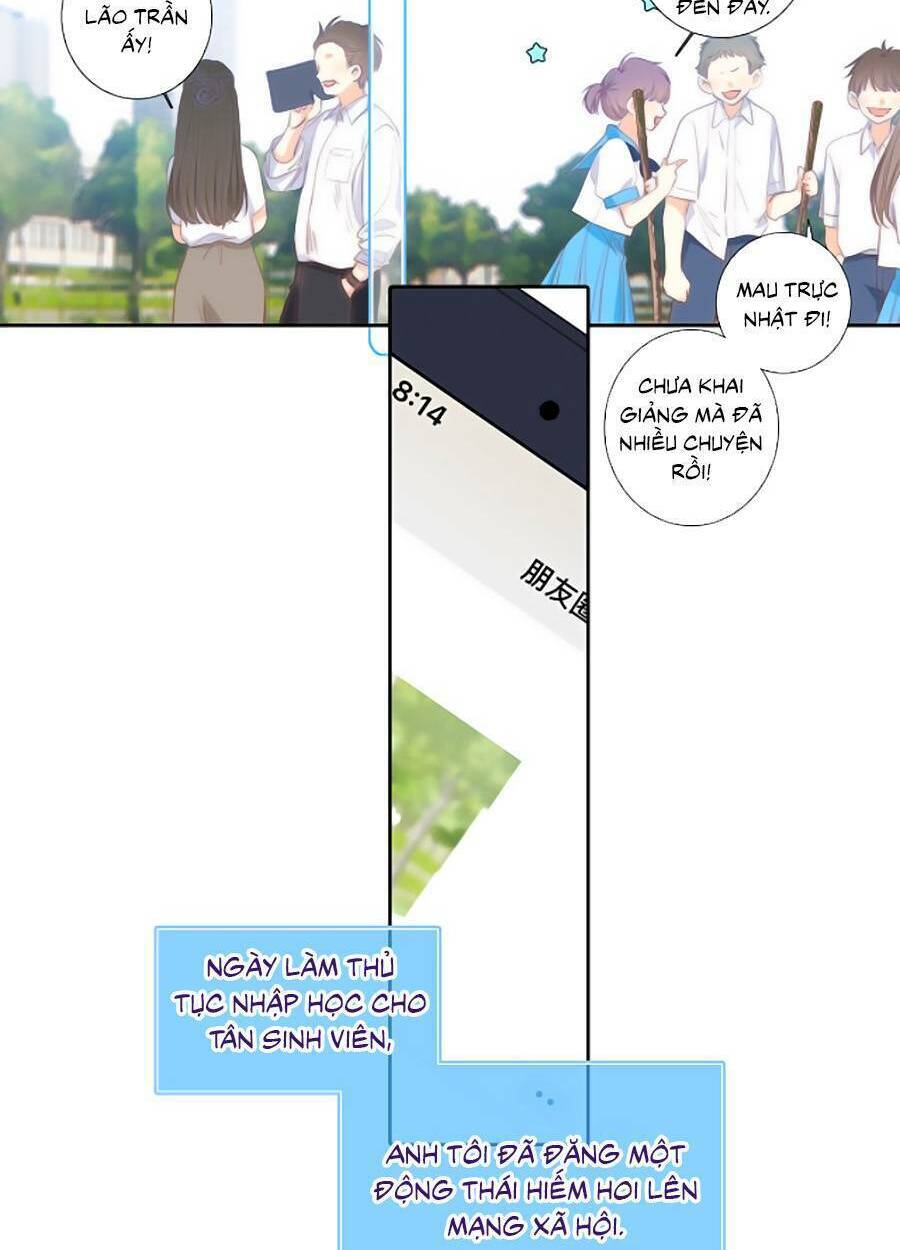 LÃO TRẦN
ẤY!
ĐẾN ĐÂY.
MAU TRỰC
NHẬT ĐI!
CHƯA KHAI
GIẢNG MÀ ĐÃ
NHIỀU CHUYỆN
RỒI!
8:14
朋友圈
NGÀY LÀM THỦ
TỤC NHẬP HỌC CHO
TÂN SINH VIÊN,
ANH TÔI ĐÃ ĐĂNG MỘT
ĐỘNG THÁI HIẾM HOI LÊN
MẠNG XÃ HỘI.